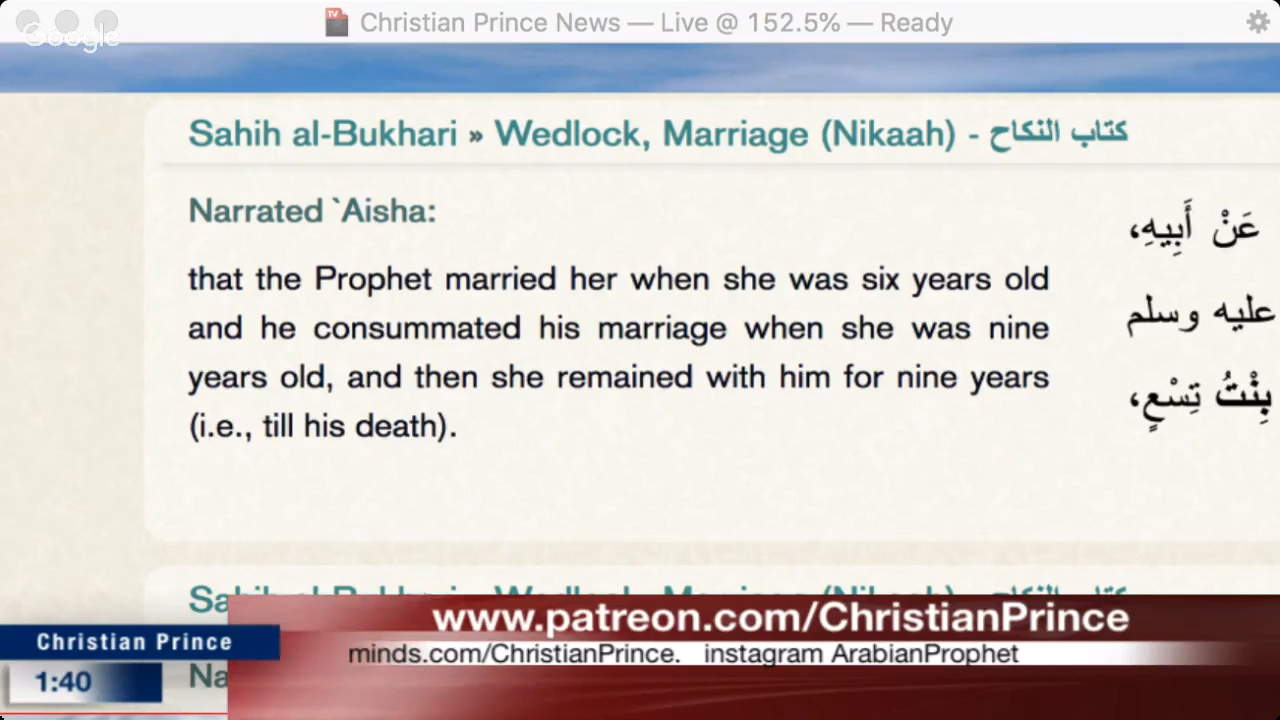 TV
Christian Prince News — Live @ 152.5% — Ready
Google
Sahih al-Bukhari » Wedlock, Marriage (Nikaah) - كتاب النكاح
Narrated `Aisha:
that the Prophet married her when she was six years old
and he consummated his marriage when she was nine
years old, and then she remained with him for nine years
(i.e., till his death).
عَنْ أَبِيهِ،
عليه وسلم
بِنْتُ تِسْعٍ،
www.patreon.com/ChristianPrince
Christian Prince
minds.com/ChristianPrince. instagram ArabianProphet
1:40